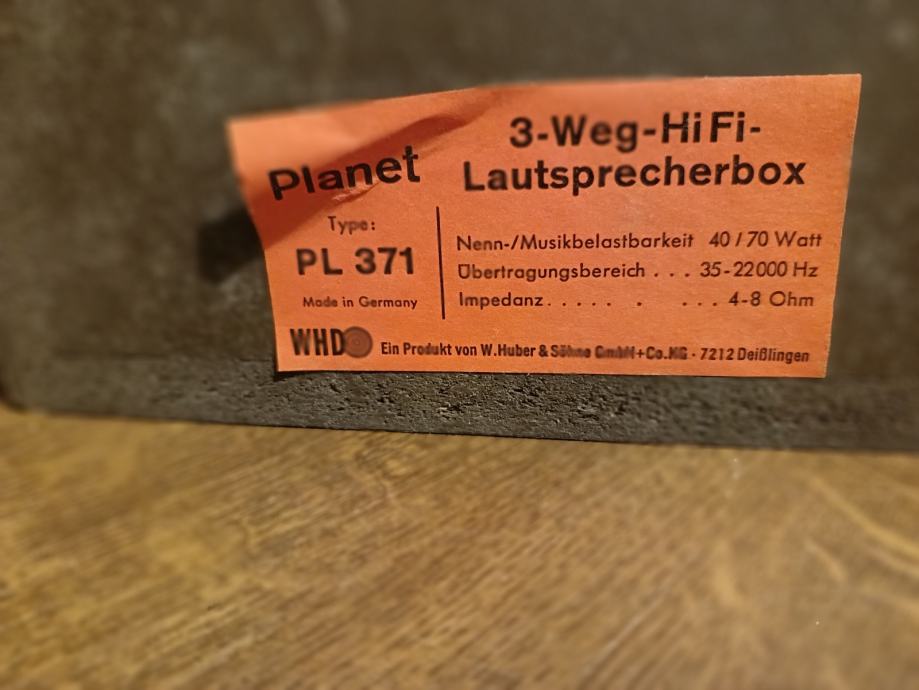 Planet
Type:
PL 371
Made in Germany
3-Weg-HiFi-
Lautsprecherbox
Nenn-/Musikbelastbarkeit 40/70 Watt
Übertragungsbereich . . . 35-22000 Hz
Impedanz. . . . . . . . . 4-8 Ohm
WHD Ein Produkt von W. Huber & Söhne GmbH+Co.KG · 7212 Deißlingen